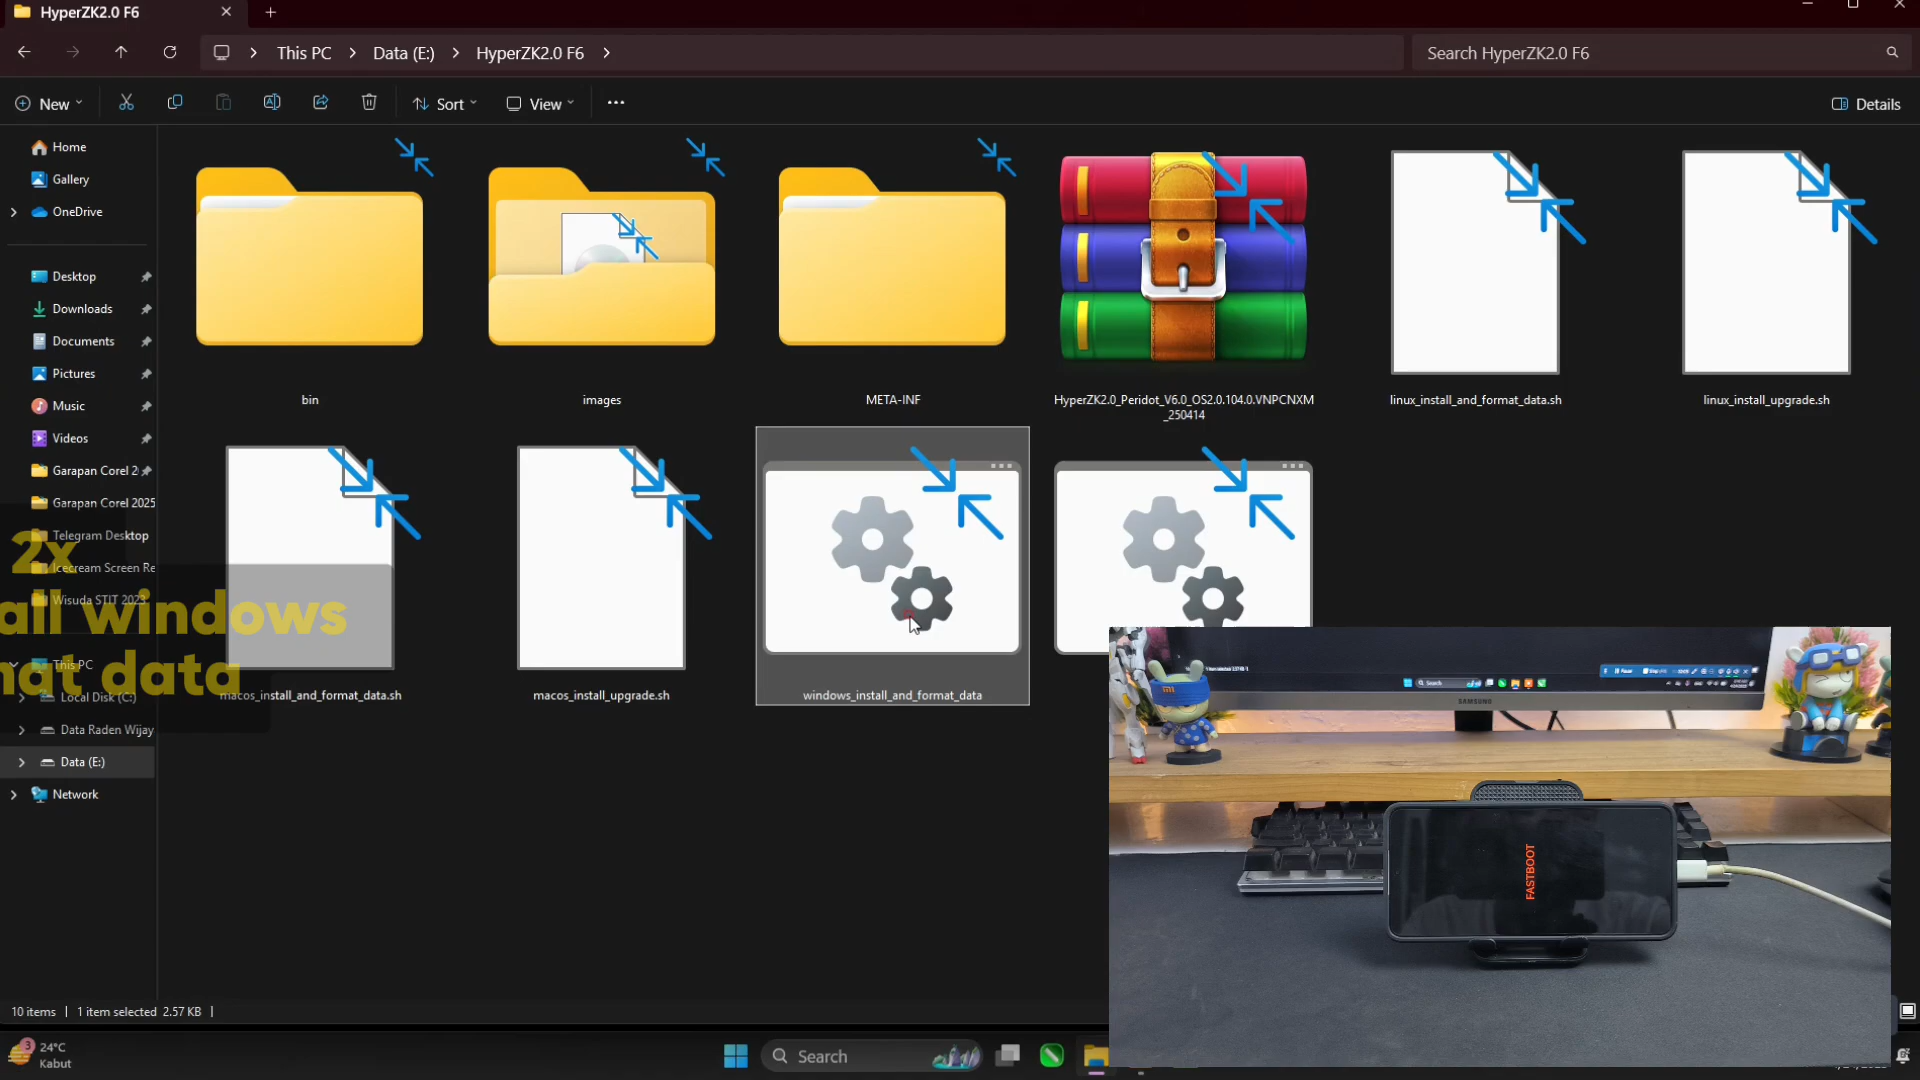 HyperZK2.0 F6
This PC
Data (E:)
HyperZK2.0 F6
Search HyperZK2.0 F6
New
Sort
View
Details
Home
Gallery
OneDrive
Desktop
Downloads
Documents
Pictures
Music
Videos
Garapan Corel 2
Garapan Corel 2025
Telegram Desktop
Icecream Screen Re
Wisuda STIT 2023
This PC
Local Disk (C:)
Data Raden Wijay
Data (E:)
Network
bin
images
META-INF
HyperZK2.0_Peridot_V6.0_OS2.0.104.0.VNPCNXM
_250414
linux_install_and_format_data.sh
linux_install_upgrade.sh
macos_install_and_format_data.sh
macos_install_upgrade.sh
windows_install_and_format_data
2x
all windows
mat data
SAMSUNG
Search
FASTBOOT
10 items
1 item selected 2.57 KB
3
24°C
Kabut
Search